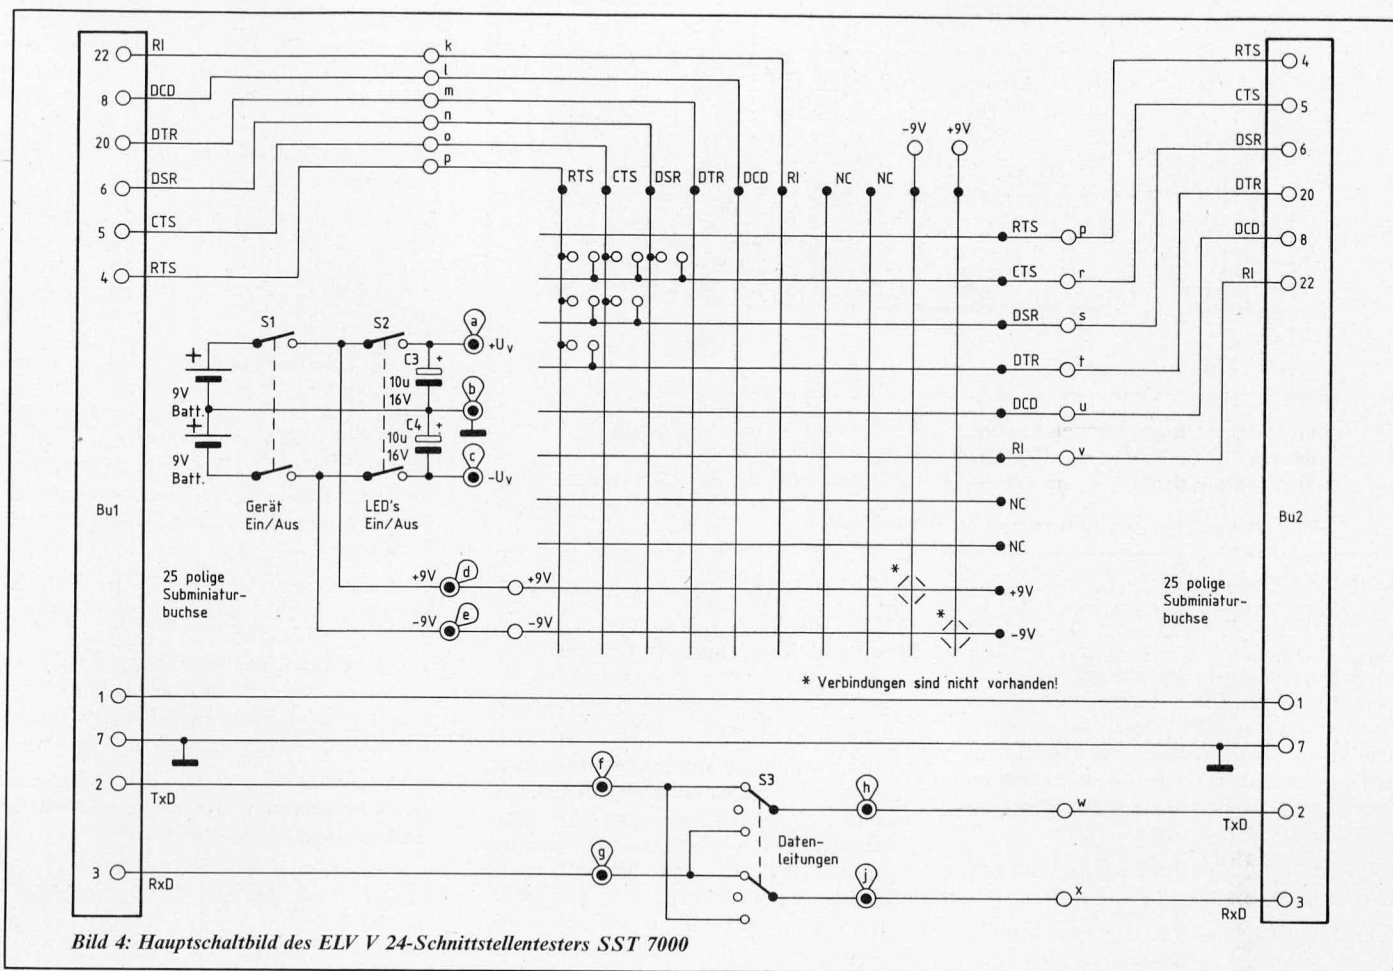 22 RI
k
8 DCD
l
20 DTR
m
6 DSR
n
5 CTS
o
4 RTS
p
RTS CTS DSR DTR DCD RI NC NC
-9V +9V
RTS 4
CTS 5
DSR 6
DTR 20
DCD 8
RI 22
RTS p
CTS r
DSR s
DTR t
DCD u
RI v
NC
NC
+9V
-9V
*
*
* Verbindungen sind nicht vorhanden!
S1
S2
a
+Uv
C3 +
10u
16V
b
C4 +
10u
16V
c
-Uv
+
9V
Batt.
+
9V
Batt.
Gerät
Ein/Aus
LED's
Ein/Aus
Bu1
Bu2
25 polige
Subminiatur-
buchse
25 polige
Subminiatur-
buchse
+9V d +9V
-9V e -9V
1
1
7
7
2 TxD
f
S3
h
w
TxD 2
Daten-
leitungen
3 RxD
g
j
x
RxD 3
Bild 4: Hauptschaltbild des ELV V 24-Schnittstellentesters SST 7000